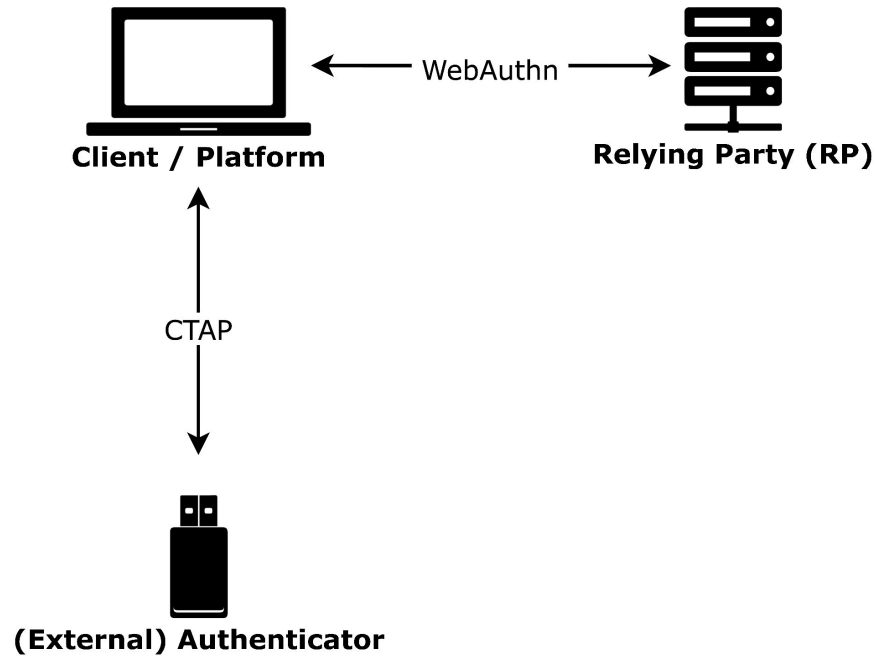 WebAuthn
Client / Platform
Relying Party (RP)
CTAP
(External) Authenticator